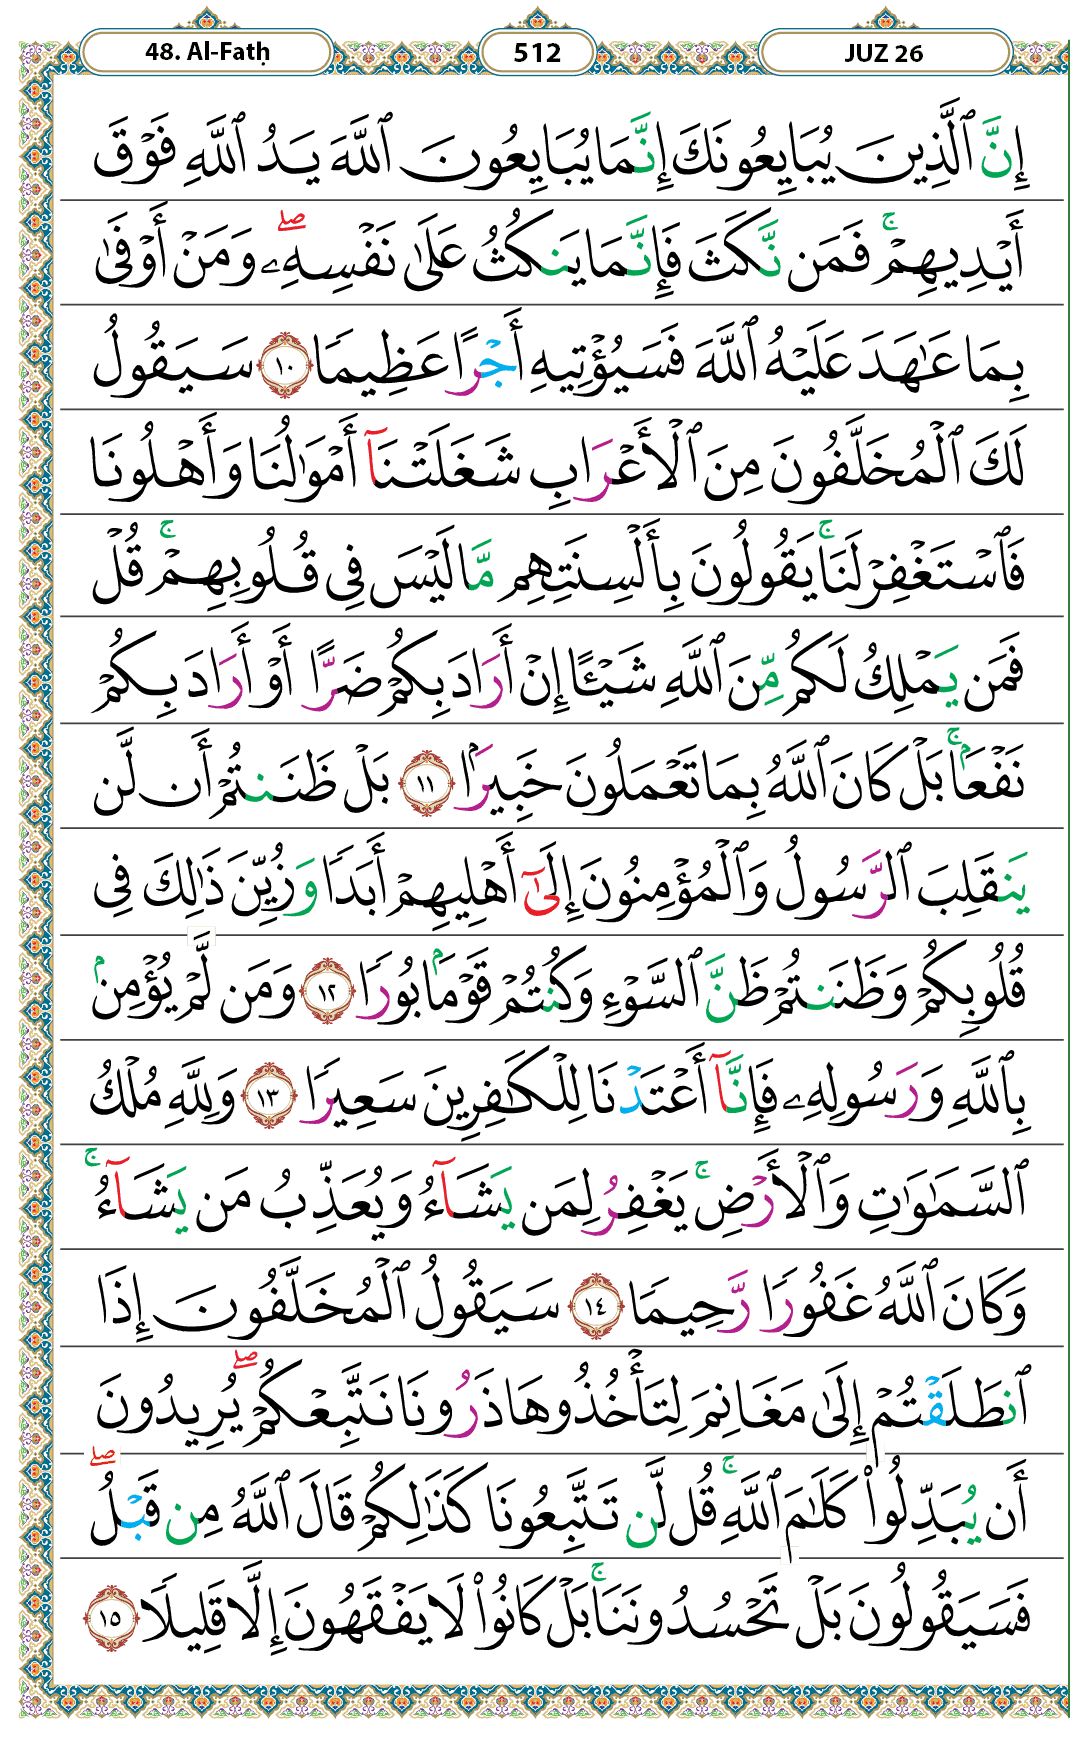 48. Al-Fatḥ
512
JUZ 26
إِنَّ ٱلَّذِينَ يُبَايِعُونَكَ إِنَّمَا يُبَايِعُونَ ٱللَّهَ يَدُ ٱللَّهِ فَوْقَ
أَيْدِيهِمْ ۚ فَمَن نَّكَثَ فَإِنَّمَا يَنكُثُ عَلَىٰ نَفْسِهِۦ ۖ وَمَنْ أَوْفَىٰ
بِمَا عَٰهَدَ عَلَيْهُ ٱللَّهَ فَسَيُؤْتِيهِ أَجْرًا عَظِيمًا ١٠ سَيَقُولُ
لَكَ ٱلْمُخَلَّفُونَ مِنَ ٱلْأَعْرَابِ شَغَلَتْنَآ أَمْوَٰلُنَا وَأَهْلُونَا
فَٱسْتَغْفِرْ لَنَا ۚ يَقُولُونَ بِأَلْسِنَتِهِم مَّا لَيْسَ فِى قُلُوبِهِمْ ۚ قُلْ
فَمَن يَمْلِكُ لَكُم مِّنَ ٱللَّهِ شَيْـًٔا إِنْ أَرَادَ بِكُمْ ضَرًّا أَوْ أَرَادَ بِكُمْ
نَفْعًۢا ۚ بَلْ كَانَ ٱللَّهُ بِمَا تَعْمَلُونَ خَبِيرًۢا ١١ بَلْ ظَنَنتُمْ أَن لَّن
يَنقَلِبَ ٱلرَّسُولُ وَٱلْمُؤْمِنُونَ إِلَىٰٓ أَهْلِيهِمْ أَبَدًا وَزُيِّنَ ذَٰلِكَ فِى
قُلُوبِكُمْ وَظَنَنتُمْ ظَنَّ ٱلسَّوْءِ وَكُنتُمْ قَوْمًۢا بُورًا ١٢ وَمَن لَّمْ يُؤْمِنۢ
بِٱللَّهِ وَرَسُولِهِۦ فَإِنَّآ أَعْتَدْنَا لِلْكَٰفِرِينَ سَعِيرًا ١٣ وَلِلَّهِ مُلْكُ
ٱلسَّمَٰوَٰتِ وَٱلْأَرْضِ ۚ يَغْفِرُ لِمَن يَشَآءُ وَيُعَذِّبُ مَن يَشَآءُ ۚ
وَكَانَ ٱللَّهُ غَفُورًا رَّحِيمًا ١٤ سَيَقُولُ ٱلْمُخَلَّفُونَ إِذَا
ٱنطَلَقْتُمْ إِلَىٰ مَغَانِمَ لِتَأْخُذُوهَا ذَرُونَا نَتَّبِعْكُمْ ۖ يُرِيدُونَ
أَن يُبَدِّلُوا۟ كَلَٰمَ ٱللَّهِ ۚ قُل لَّن تَتَّبِعُونَا كَذَٰلِكُمْ قَالَ ٱللَّهُ مِن قَبْلُ ۖ
فَسَيَقُولُونَ بَلْ تَحْسُدُونَنَا ۚ بَلْ كَانُوا۟ لَا يَفْقَهُونَ إِلَّا قَلِيلًا ١٥